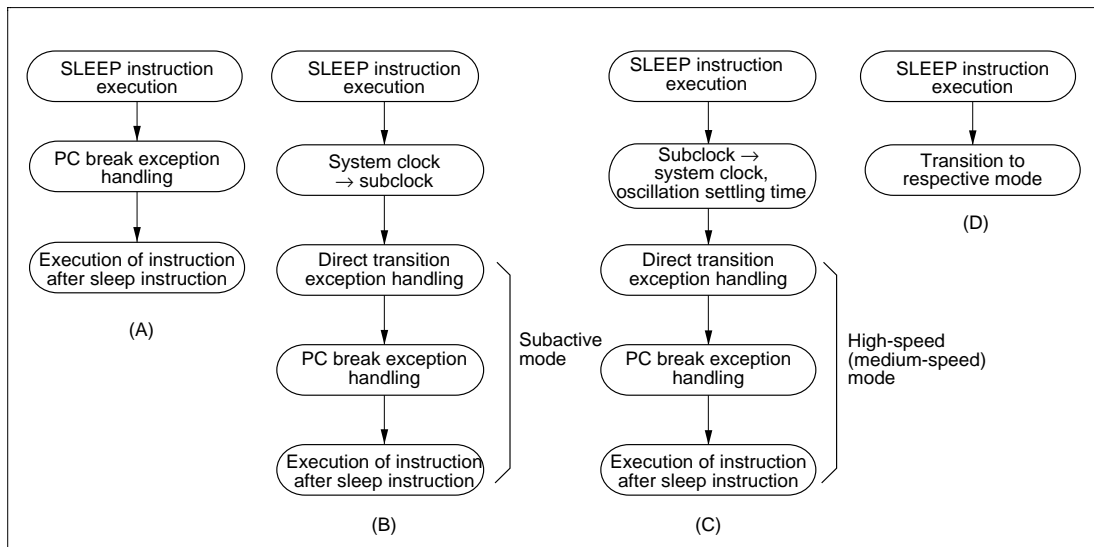 SLEEP instruction
execution
PC break exception
handling
Execution of instruction
after sleep instruction
(A)
SLEEP instruction
execution
System clock
→ subclock
Direct transition
exception handling
PC break exception
handling
Execution of instruction
after sleep instruction
Subactive
mode
(B)
SLEEP instruction
execution
Subclock →
system clock,
oscillation settling time
Direct transition
exception handling
PC break exception
handling
Execution of instruction
after sleep instruction
High-speed
(medium-speed)
mode
(C)
SLEEP instruction
execution
Transition to
respective mode
(D)